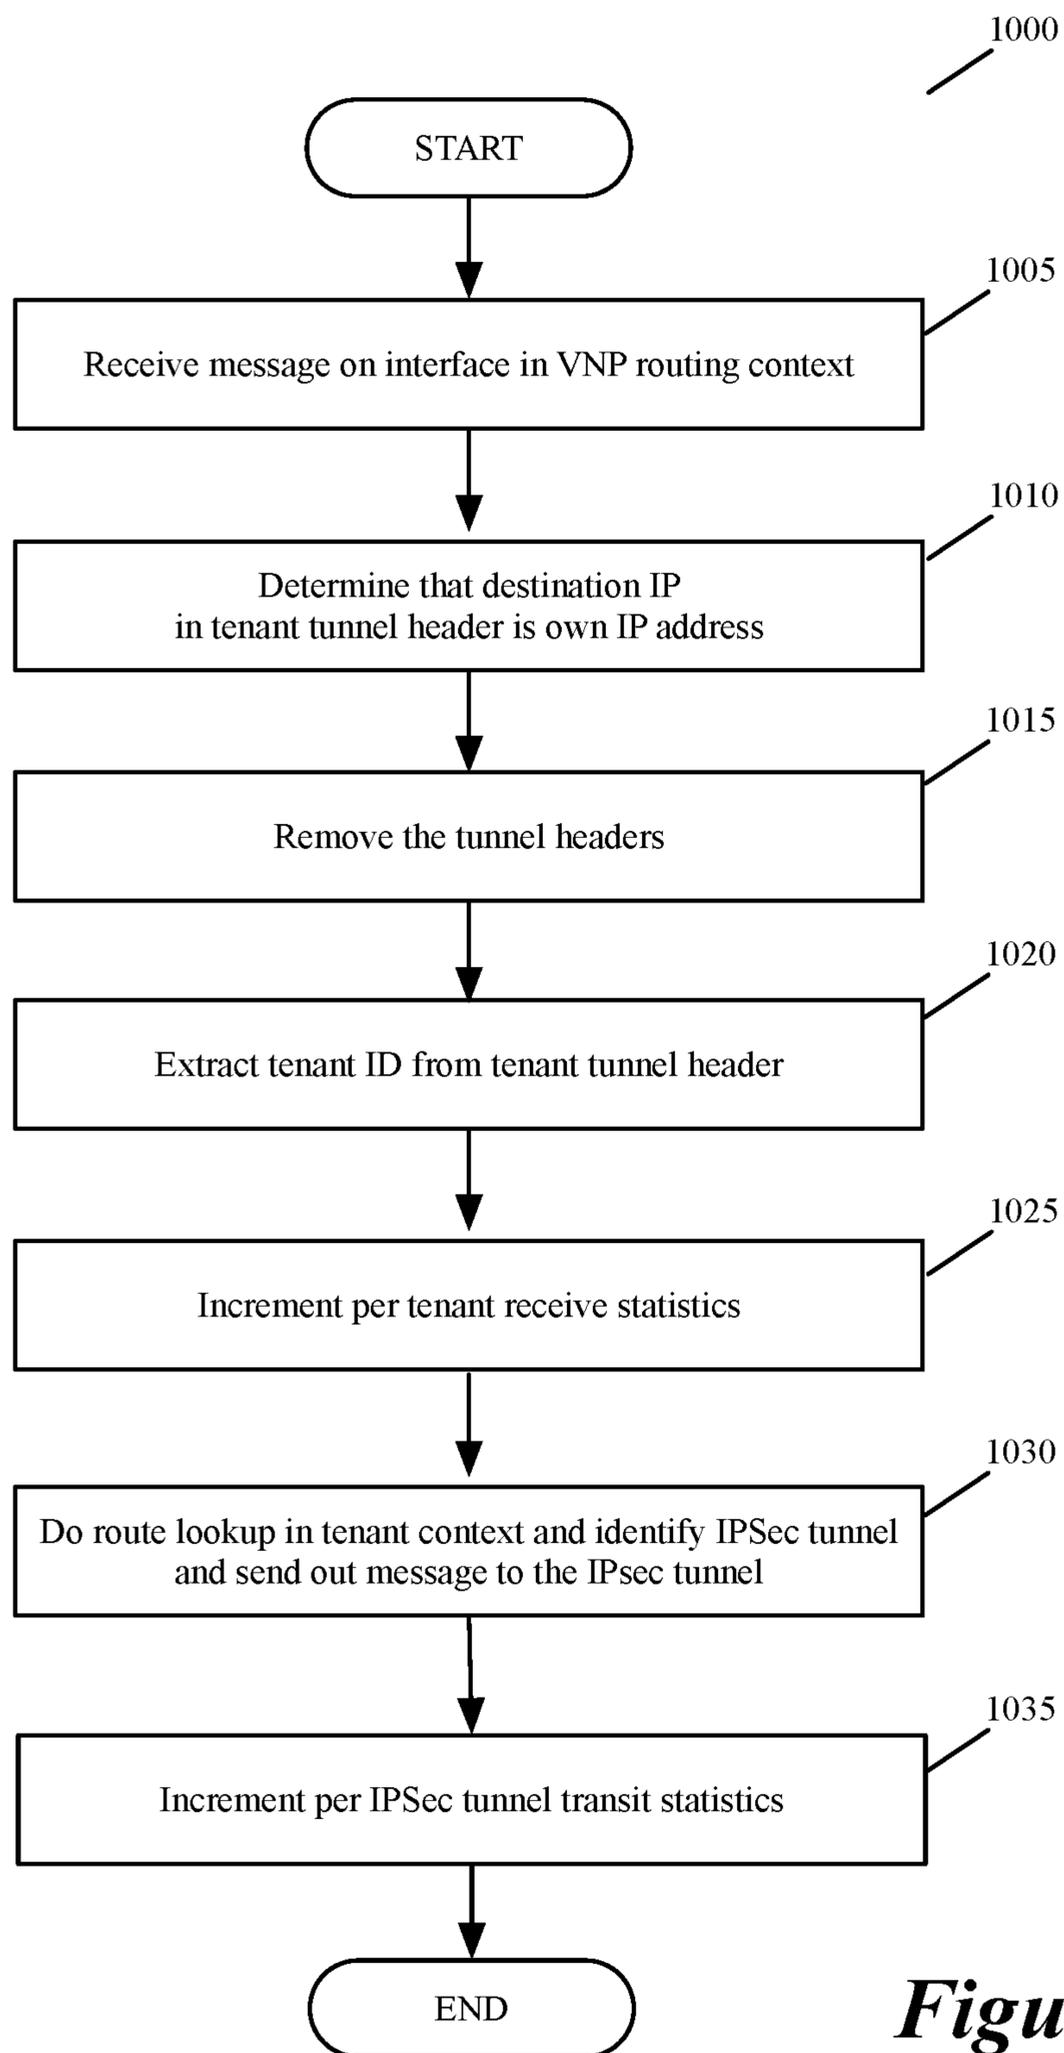 1000
START
1005
Receive message on interface in VNP routing context
1010
Determine that destination IP
in tenant tunnel header is own IP address
1015
Remove the tunnel headers
1020
Extract tenant ID from tenant tunnel header
1025
Increment per tenant receive statistics
1030
Do route lookup in tenant context and identify IPSec tunnel
and send out message to the IPsec tunnel
1035
Increment per IPSec tunnel transit statistics
END
Figu